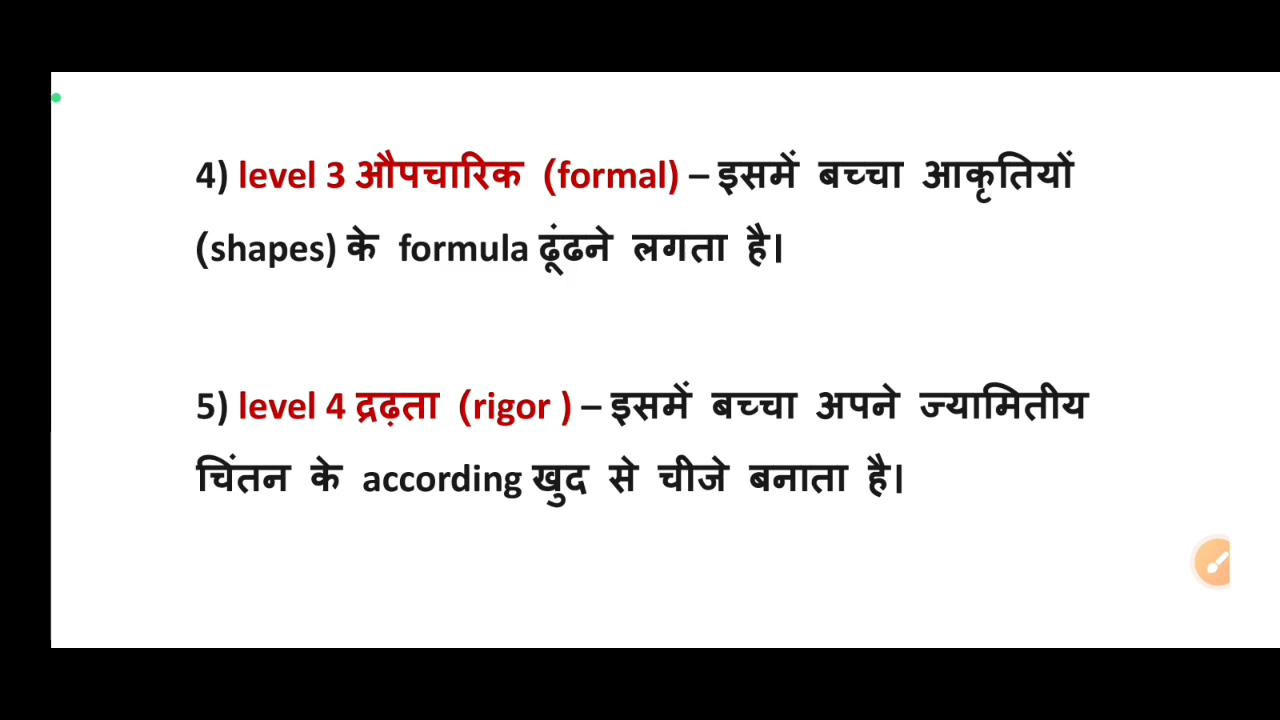 4) level 3 औपचारिक (formal) – इसमें बच्चा आकृतियों
(shapes) के formula ढूंढने लगता है।
5) level 4 द्रढ़ता (rigor ) – इसमें बच्चा अपने ज्यामितीय
चिंतन के according खुद से चीजे बनाता है।